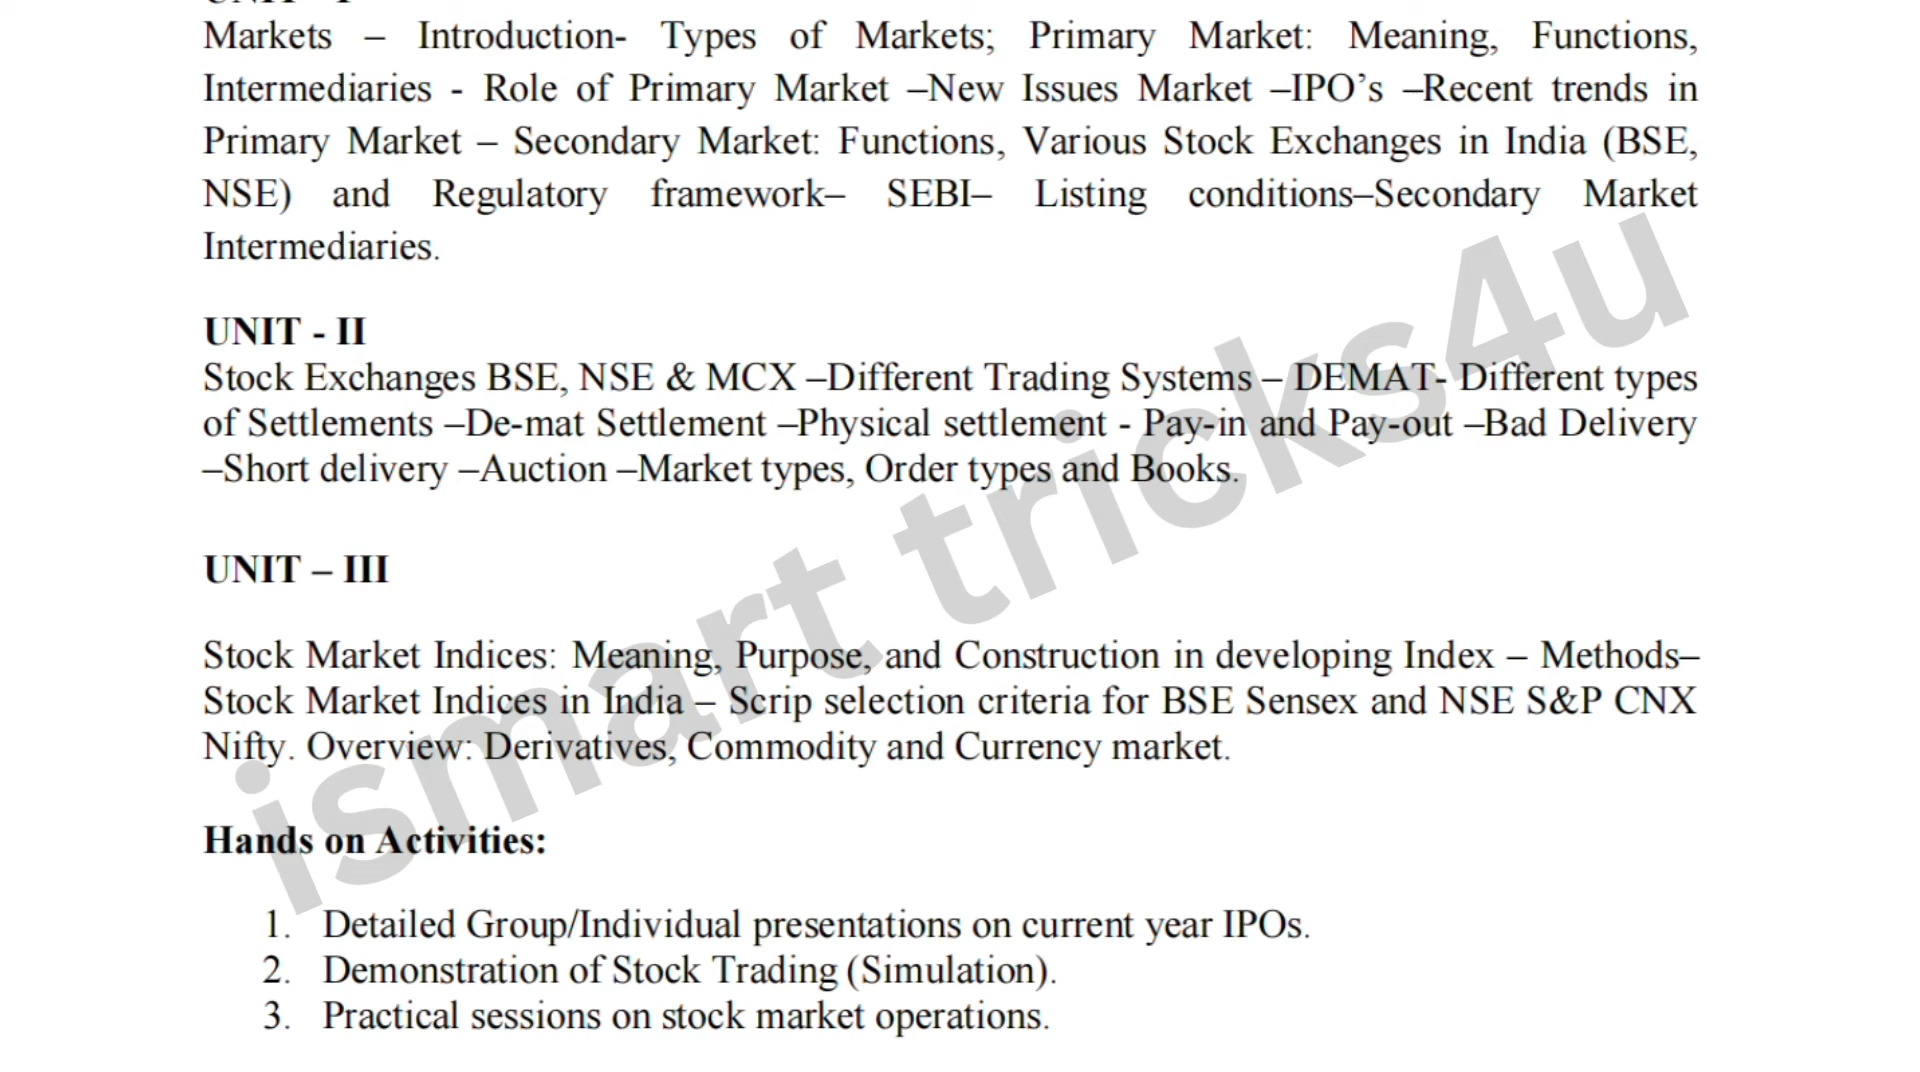 Markets – Introduction- Types of Markets; Primary Market: Meaning, Functions,
Intermediaries - Role of Primary Market –New Issues Market –IPO’s –Recent trends in
Primary Market – Secondary Market: Functions, Various Stock Exchanges in India (BSE,
NSE) and Regulatory framework– SEBI– Listing conditions–Secondary Market
Intermediaries.
UNIT - II
Stock Exchanges BSE, NSE & MCX –Different Trading Systems – DEMAT- Different types
of Settlements –De-mat Settlement –Physical settlement - Pay-in and Pay-out –Bad Delivery
–Short delivery –Auction –Market types, Order types and Books.
UNIT – III
Stock Market Indices: Meaning, Purpose, and Construction in developing Index – Methods–
Stock Market Indices in India – Scrip selection criteria for BSE Sensex and NSE S&P CNX
Nifty. Overview: Derivatives, Commodity and Currency market.
Hands on Activities:
1. Detailed Group/Individual presentations on current year IPOs.
2. Demonstration of Stock Trading (Simulation).
3. Practical sessions on stock market operations.
ismart tricks4u